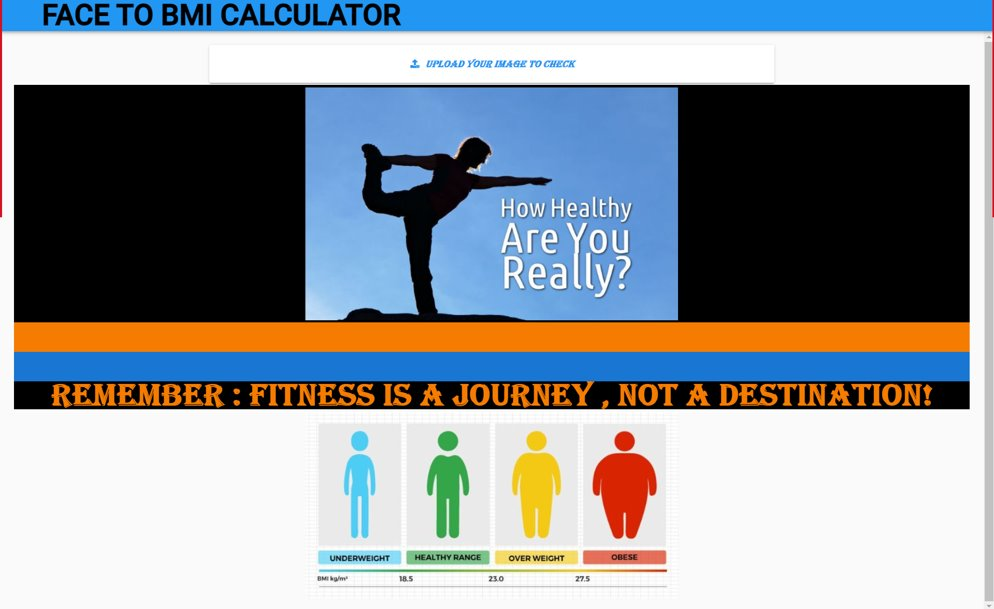 FACE TO BMI CALCULATOR
UPLOAD YOUR IMAGE TO CHECK
How Healthy
Are You
Really?
REMEMBER : FITNESS IS A JOURNEY , NOT A DESTINATION!
UNDERWEIGHT HEALTHY RANGE OVER WEIGHT OBESE
BMI kg/m² 18.5 23.0 27.5